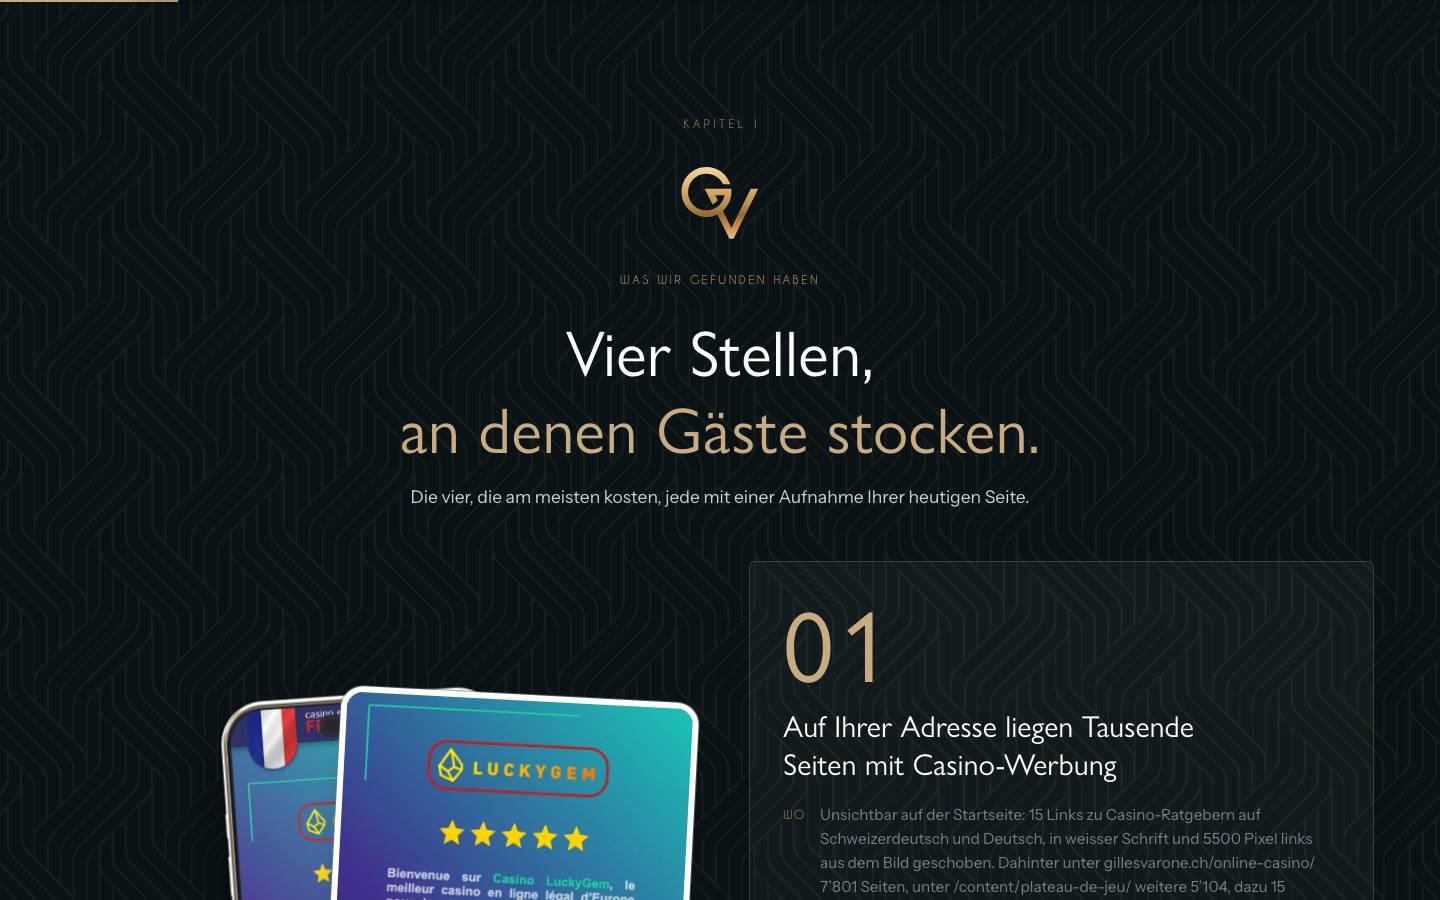 KAPITEL I
GV
WAS WIR GEFUNDEN HABEN
Vier Stellen,
an denen Gäste stocken.
Die vier, die am meisten kosten, jede mit einer Aufnahme Ihrer heutigen Seite.
01
Auf Ihrer Adresse liegen Tausende
Seiten mit Casino-Werbung
WO Unsichtbar auf der Startseite: 15 Links zu Casino-Ratgebern auf
Schweizerdeutsch und Deutsch, in weisser Schrift und 5500 Pixel links
aus dem Bild geschoben. Dahinter unter gillesvarone.ch/online-casino/
7'801 Seiten, unter /content/plateau-de-jeu/ weitere 5'104, dazu 15
casino
LUCKYGEM
Bienvenue sur Casino LuckyGem, le
meilleur casino en ligne légal d'Europe